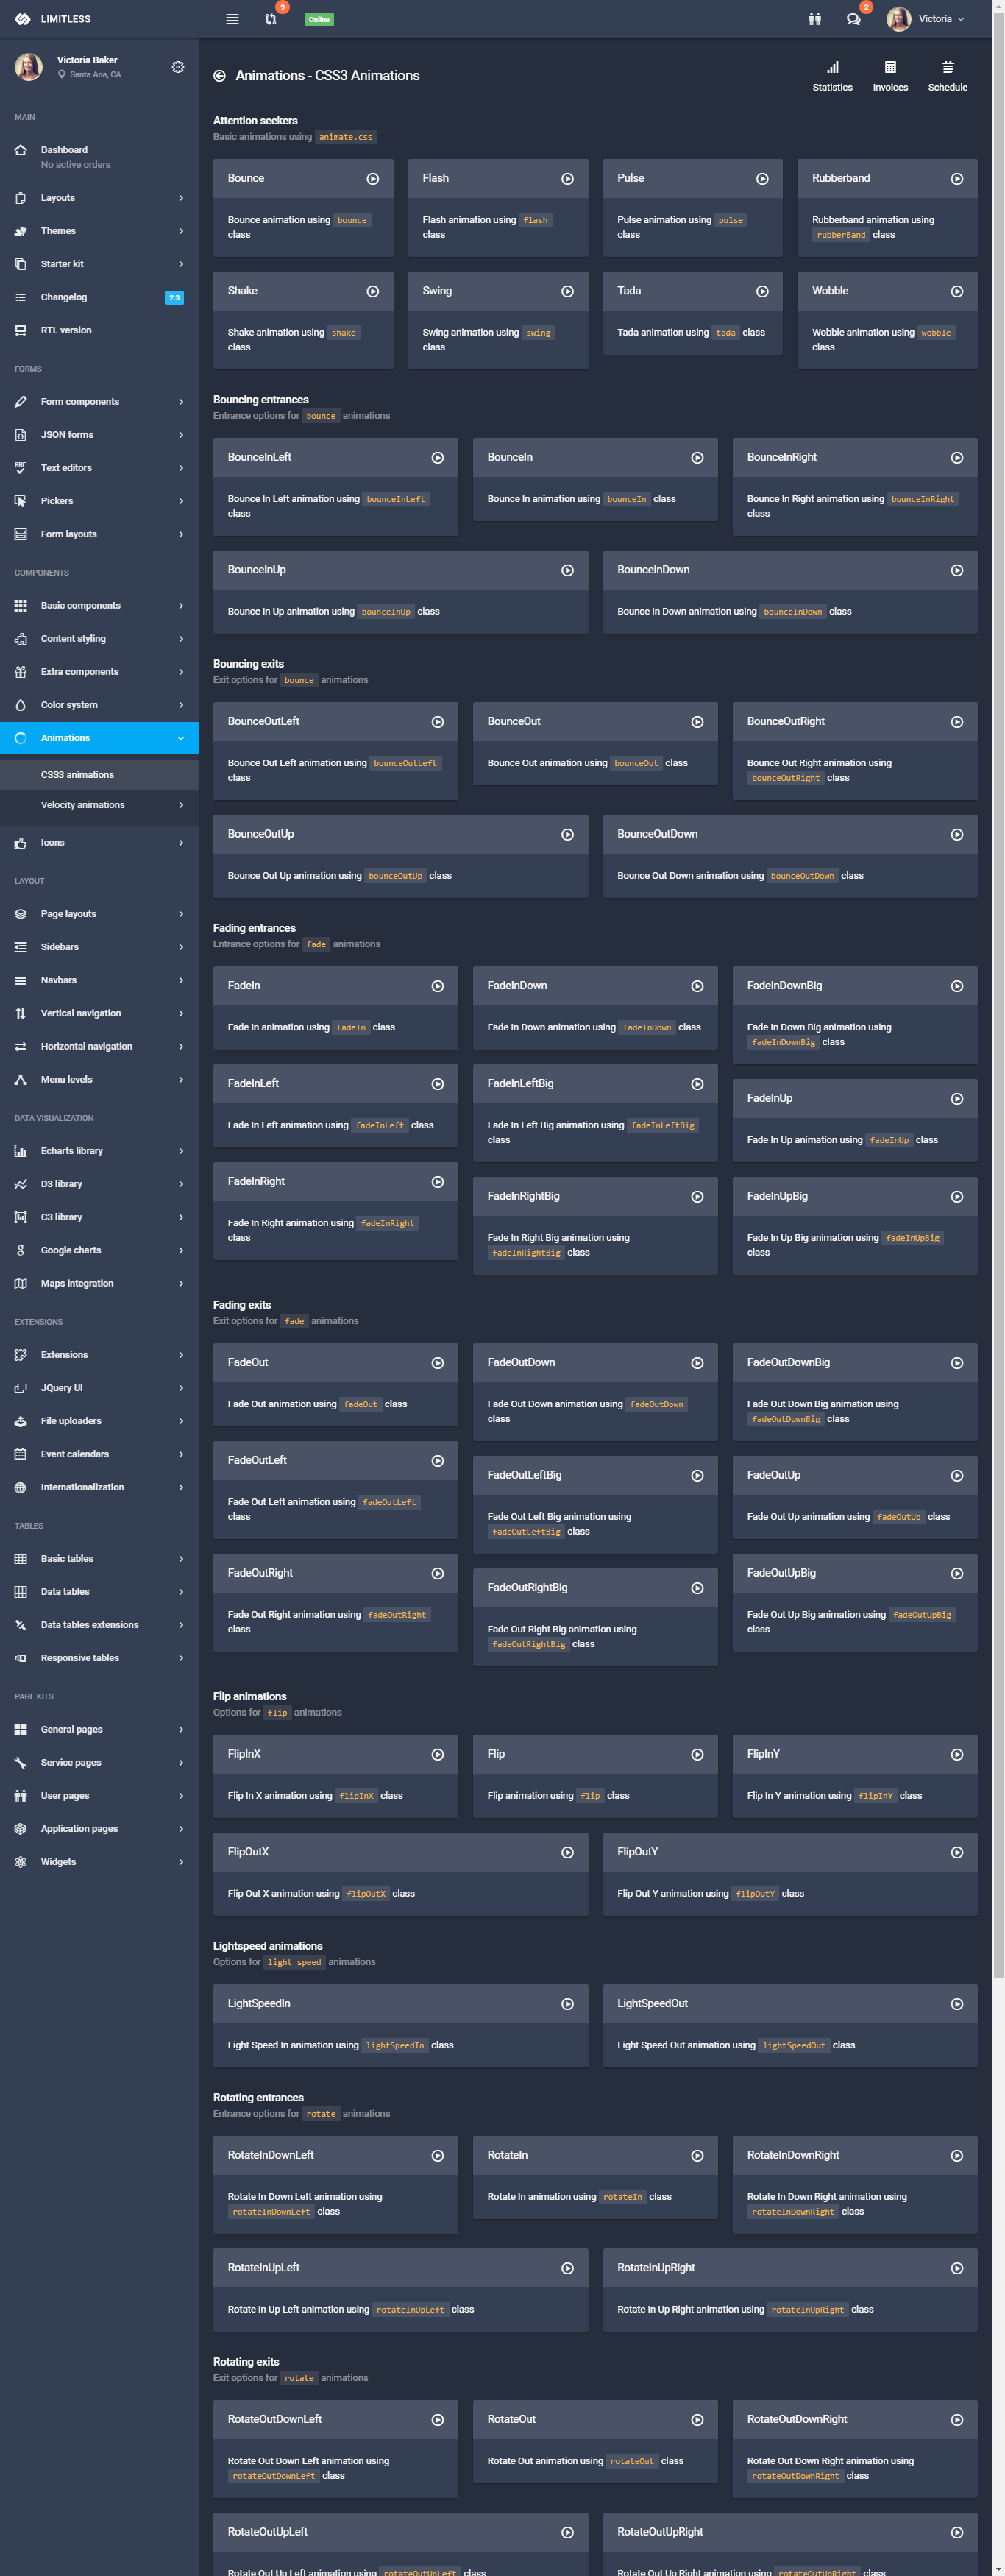 LIMITLESS
9
Online
2
Victoria
Victoria Baker
Santa Ana, CA
MAIN
Dashboard
No active orders
Layouts
Themes
Starter kit
Changelog
2.3
RTL version
FORMS
Form components
JSON forms
Text editors
Pickers
Form layouts
COMPONENTS
Basic components
Content styling
Extra components
Color system
Animations
CSS3 animations
Velocity animations
Icons
LAYOUT
Page layouts
Sidebars
Navbars
Vertical navigation
Horizontal navigation
Menu levels
DATA VISUALIZATION
Echarts library
D3 library
C3 library
Google charts
Maps integration
EXTENSIONS
Extensions
JQuery UI
File uploaders
Event calendars
Internationalization
TABLES
Basic tables
Data tables
Data tables extensions
Responsive tables
PAGE KITS
General pages
Service pages
User pages
Application pages
Widgets
Animations - CSS3 Animations
Statistics
Invoices
Schedule
Attention seekers
Basic animations using animate.css
Bounce
Bounce animation using bounce
class
Flash
Flash animation using flash
class
Pulse
Pulse animation using pulse
class
Rubberband
Rubberband animation using
rubberBand class
Shake
Shake animation using shake
class
Swing
Swing animation using swing
class
Tada
Tada animation using tada class
Wobble
Wobble animation using wobble
class
Bouncing entrances
Entrance options for bounce animations
BounceInLeft
Bounce In Left animation using bounceInLeft
class
BounceIn
Bounce In animation using bounceIn class
BounceInRight
Bounce In Right animation using bounceInRight
class
BounceInUp
Bounce In Up animation using bounceInUp class
BounceInDown
Bounce In Down animation using bounceInDown class
Bouncing exits
Exit options for bounce animations
BounceOutLeft
Bounce Out Left animation using bounceOutLeft
class
BounceOut
Bounce Out animation using bounceOut class
BounceOutRight
Bounce Out Right animation using
bounceOutRight class
BounceOutUp
Bounce Out Up animation using bounceOutUp class
BounceOutDown
Bounce Out Down animation using bounceOutDown class
Fading entrances
Entrance options for fade animations
FadeIn
Fade In animation using fadeIn class
FadeInDown
Fade In Down animation using fadeInDown class
FadeInDownBig
Fade In Down Big animation using
fadeInDownBig class
FadeInLeft
Fade In Left animation using fadeInLeft class
FadeInLeftBig
Fade In Left Big animation using fadeInLeftBig
class
FadeInUp
Fade In Up animation using fadeInUp class
FadeInRight
Fade In Right animation using fadeInRight
class
FadeInRightBig
Fade In Right Big animation using
fadeInRightBig class
FadeInUpBig
Fade In Up Big animation using fadeInUpBig
class
Fading exits
Exit options for fade animations
FadeOut
Fade Out animation using fadeOut class
FadeOutDown
Fade Out Down animation using fadeOutDown
class
FadeOutDownBig
Fade Out Down Big animation using
fadeOutDownBig class
FadeOutLeft
Fade Out Left animation using fadeOutLeft
class
FadeOutLeftBig
Fade Out Left Big animation using
fadeOutLeftBig class
FadeOutUp
Fade Out Up animation using fadeOutUp class
FadeOutRight
Fade Out Right animation using fadeOutRight
class
FadeOutRightBig
Fade Out Right Big animation using
fadeOutRightBig class
FadeOutUpBig
Fade Out Up Big animation using fadeOutUpBig
class
Flip animations
Options for flip animations
FlipInX
Flip In X animation using flipInX class
Flip
Flip animation using flip class
FlipInY
Flip In Y animation using flipInY class
FlipOutX
Flip Out X animation using flipOutX class
FlipOutY
Flip Out Y animation using flipOutY class
Lightspeed animations
Options for light speed animations
LightSpeedIn
Light Speed In animation using lightSpeedIn class
LightSpeedOut
Light Speed Out animation using lightSpeedOut class
Rotating entrances
Entrance options for rotate animations
RotateInDownLeft
Rotate In Down Left animation using
rotateInDownLeft class
RotateIn
Rotate In animation using rotateIn class
RotateInDownRight
Rotate In Down Right animation using
rotateInDownRight class
RotateInUpLeft
Rotate In Up Left animation using rotateInUpLeft class
RotateInUpRight
Rotate In Up Right animation using rotateInUpRight class
Rotating exits
Exit options for rotate animations
RotateOutDownLeft
Rotate Out Down Left animation using
rotateOutDownLeft class
RotateOut
Rotate Out animation using rotateOut class
RotateOutDownRight
Rotate Out Down Right animation using
rotateOutDownRight class
RotateOutUpLeft
Rotate Out Up Left animation using rotateOutUpLeft class
RotateOutUpRight
Rotate Out Up Right animation using rotateOutUpRight class